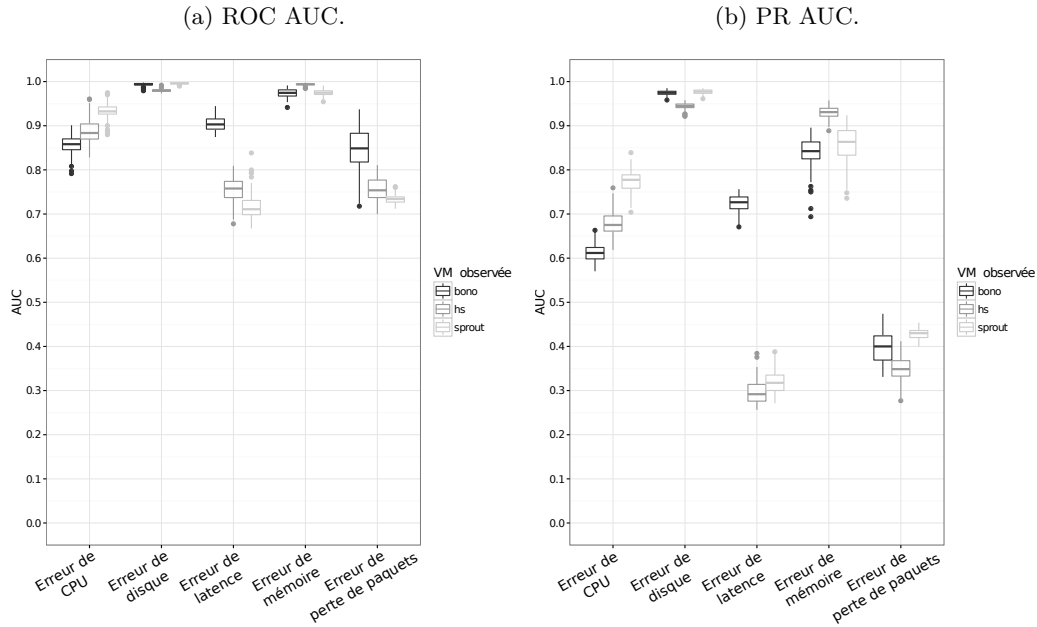 (a) ROC AUC.
1.0
0.9
0.8
0.7
0.6
0.5
0.4
0.3
0.2
0.1
0.0
AUC
Erreur de
CPU
Erreur de
disque
Erreur de
latence
Erreur de
mémoire
Erreur de
perte de paquets
VM observée
bono
hs
sprout
(b) PR AUC.
1.0
0.9
0.8
0.7
0.6
0.5
0.4
0.3
0.2
0.1
0.0
AUC
Erreur de
CPU
Erreur de
disque
Erreur de
latence
Erreur de
mémoire
Erreur de
perte de paquets
VM observée
bono
hs
sprout